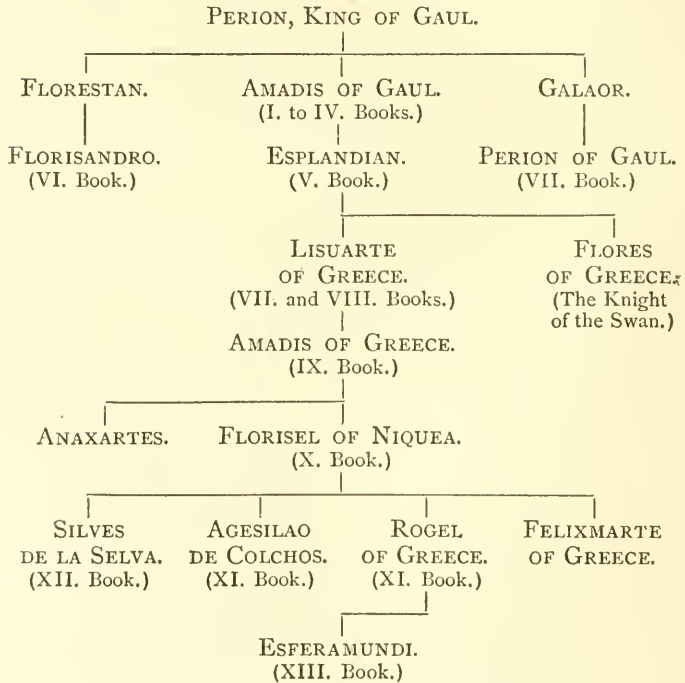 PERION, KING OF GAUL.
FLORESTAN. AMADIS OF GAUL. GALAOR.
(I. to IV. Books.)
FLORISANDRO. ESPLANDIAN. PERION OF GAUL.
(VI. Book.) (V. Book.) (VII. Book.)
LISUARTE FLORES
OF GREECE. OF GREECE.
(VII. and VIII. Books.) (The Knight
of the Swan.)
AMADIS OF GREECE.
(IX. Book.)
ANAXARTES. FLORISEL OF NIQUEA.
(X. Book.)
SILVES AGESILAO ROGEL FELIXMARTE
DE LA SELVA. DE COLCHOS. OF GREECE. OF GREECE.
(XII. Book.) (XI. Book.) (XI. Book.)
ESFERAMUNDI.
(XIII. Book.)